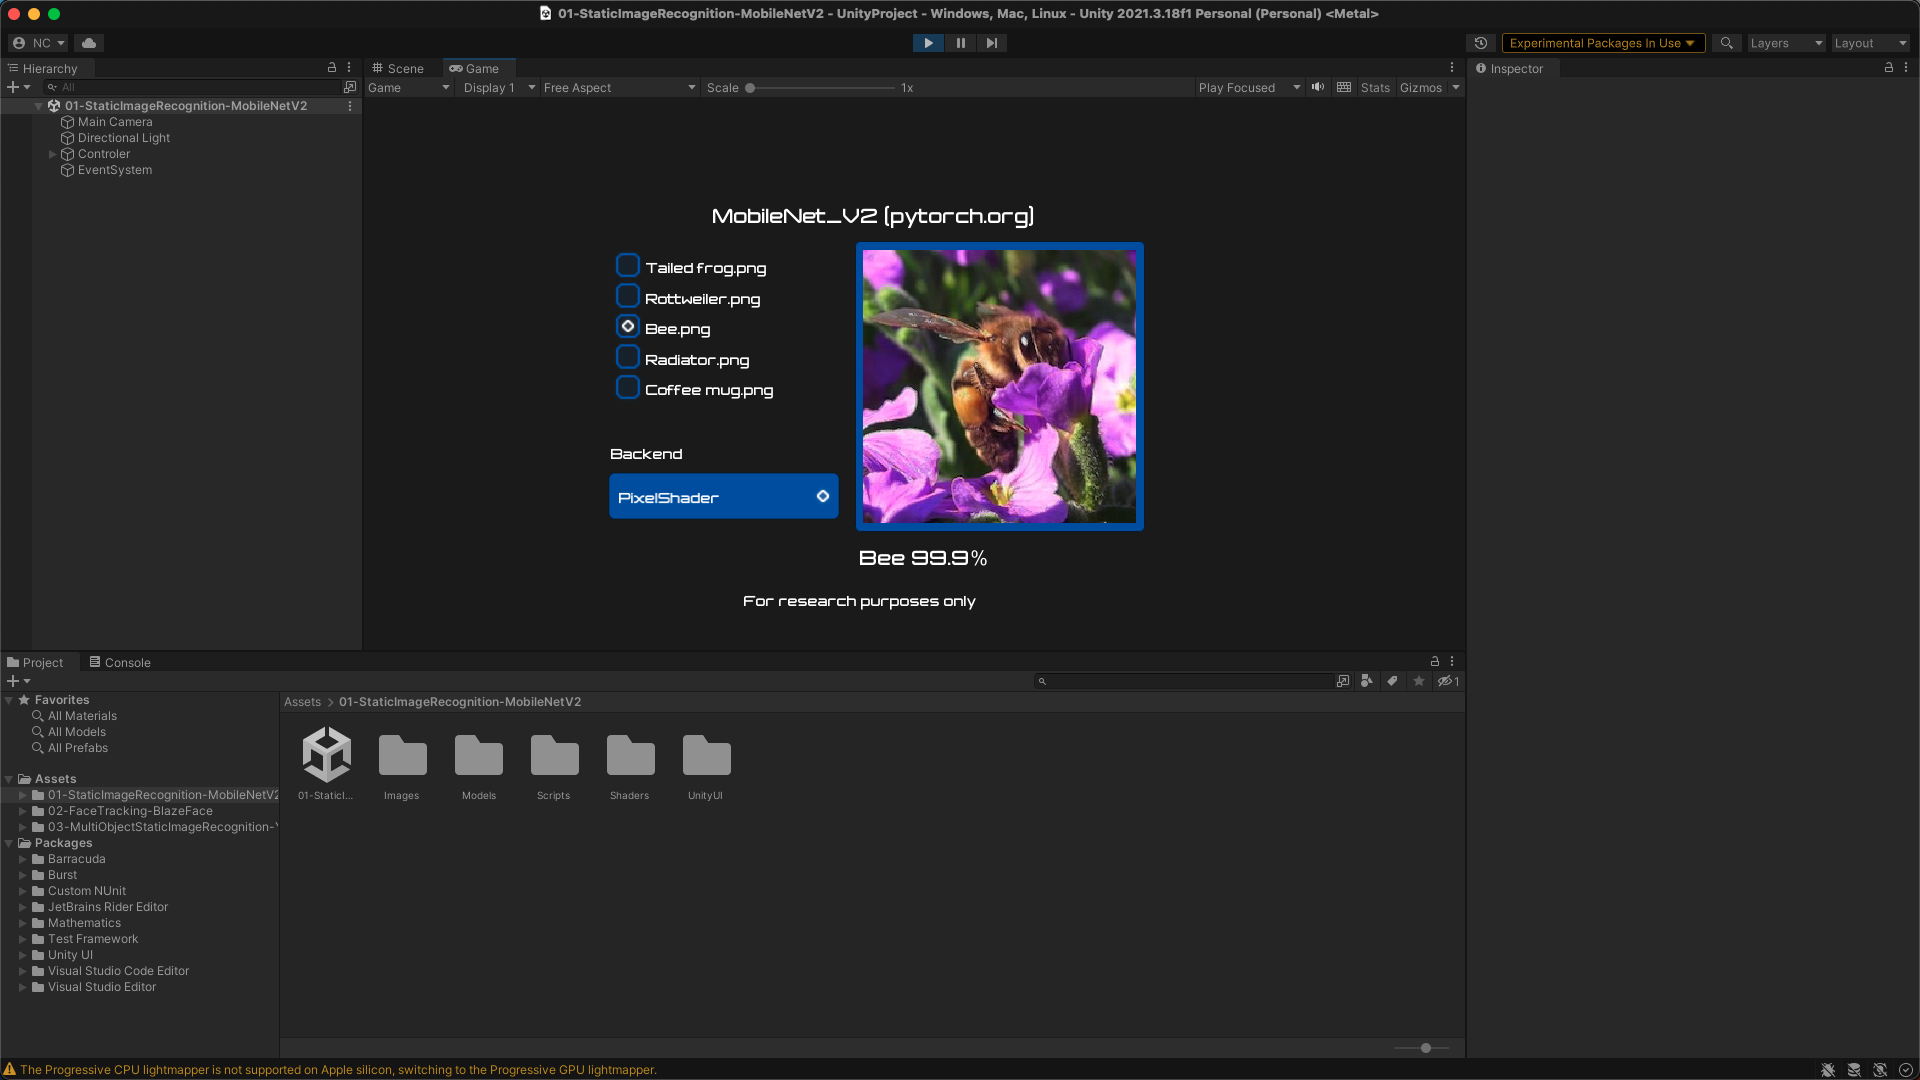 01-StaticImageRecognition-MobileNetV2 - UnityProject - Windows, Mac, Linux - Unity 2021.3.18f1 Personal (Personal) <Metal>
NC
Experimental Packages In Use
Layers
Layout
Hierarchy
Scene
Game
Inspector
All
Game
Display 1
Free Aspect
Scale
1x
Play Focused
Stats
Gizmos
01-StaticImageRecognition-MobileNetV2
Main Camera
Directional Light
Controler
EventSystem
MobileNet_V2 (pytorch.org)
Tailed frog.png
Rottweiler.png
Bee.png
Radiator.png
Coffee mug.png
Backend
PixelShader
Bee 99.9%
For research purposes only
Project
Console
1
Favorites
All Materials
All Models
All Prefabs
Assets
01-StaticImageRecognition-MobileNetV2
02-FaceTracking-BlazeFace
03-MultiObjectStaticImageRecognition-Y
Packages
Barracuda
Burst
Custom NUnit
JetBrains Rider Editor
Mathematics
Test Framework
Unity UI
Visual Studio Code Editor
Visual Studio Editor
Assets > 01-StaticImageRecognition-MobileNetV2
01-StaticI...
Images
Models
Scripts
Shaders
UnityUI
The Progressive CPU lightmapper is not supported on Apple silicon, switching to the Progressive GPU lightmapper.